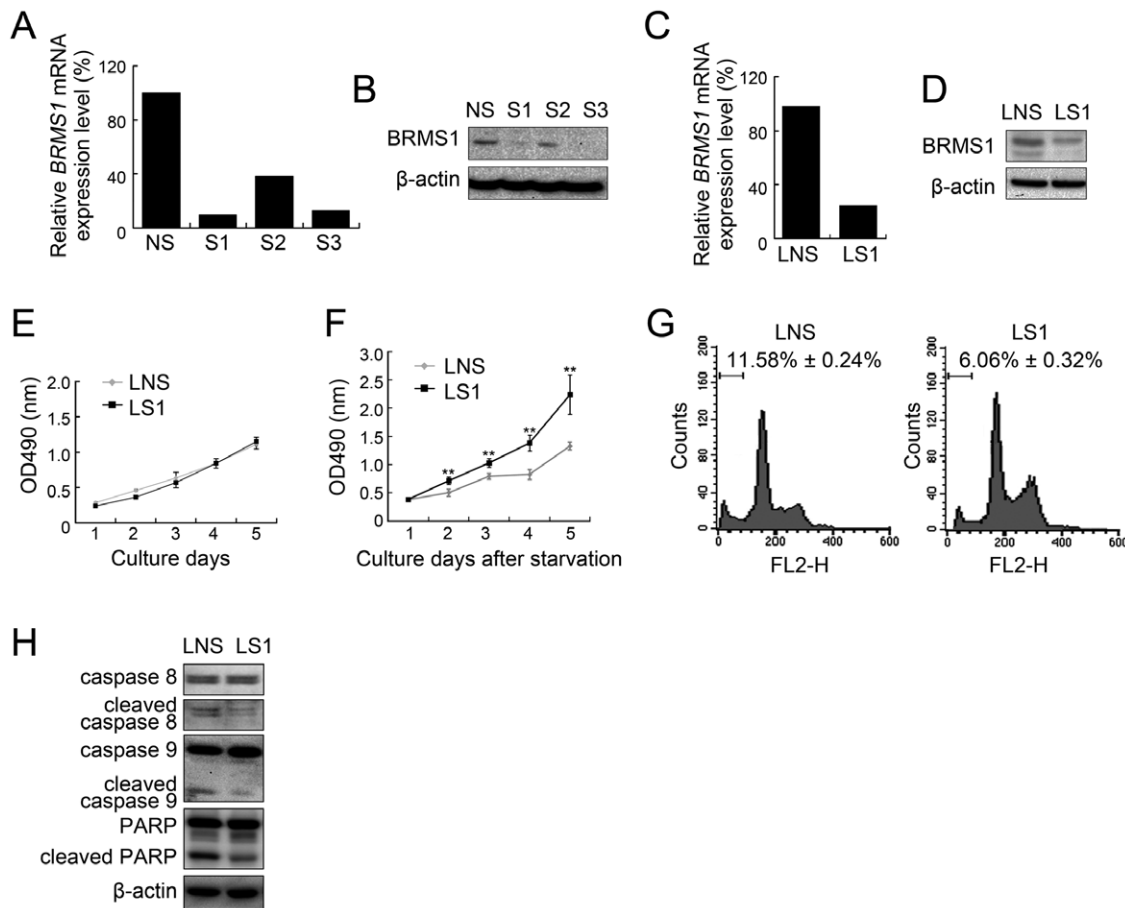 A
Relative BRMS1 mRNA
expression level (%)
120
80
40
0
NS S1 S2 S3
B
NS S1 S2 S3
BRMS1
β-actin
C
Relative BRMS1 mRNA
expression level (%)
120
80
40
0
LNS LS1
D
LNS LS1
BRMS1
β-actin
E
LNS
LS1
OD490 (nm)
2.0
1.5
1.0
0.5
0
1 2 3 4 5
Culture days
F
LNS
LS1
OD490 (nm)
3.0
2.5
2.0
1.5
1.0
0.5
0
** ** ** **
1 2 3 4 5
Culture days after starvation
G
LNS
11.58% ± 0.24%
Counts
200
160
120
80
40
0
0 200 400 600
FL2-H
LS1
6.06% ± 0.32%
Counts
200
160
120
80
40
0
0 200 400 600
FL2-H
H
LNS LS1
caspase 8
cleaved
caspase 8
caspase 9
cleaved
caspase 9
PARP
cleaved PARP
β-actin